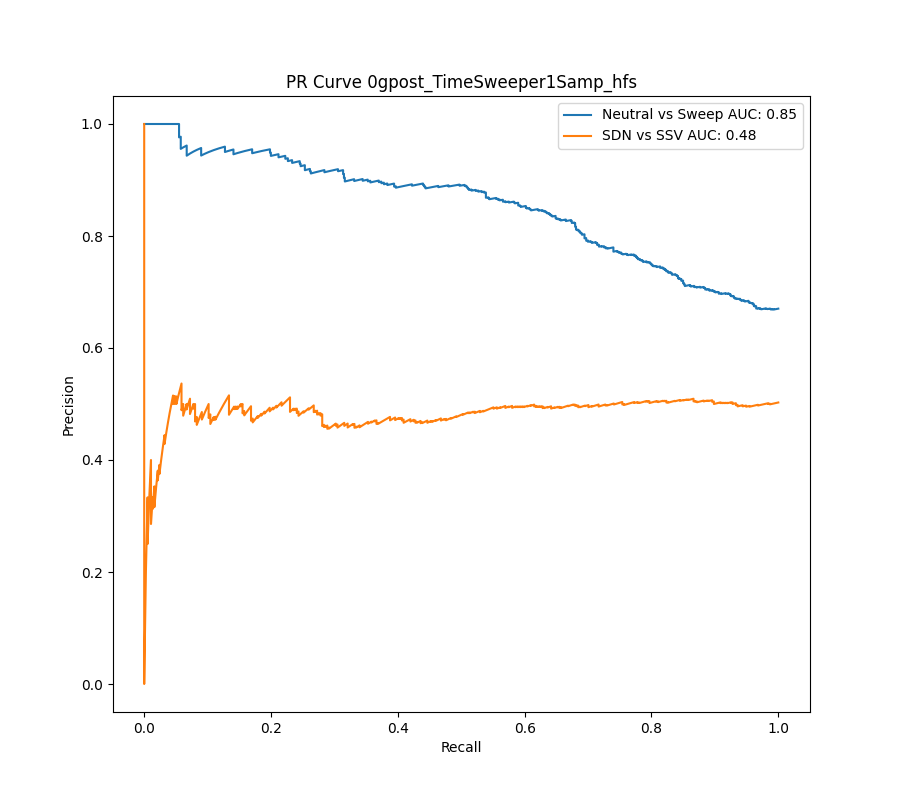 PR Curve 0gpost_TimeSweeper1Samp_hfs
Neutral vs Sweep AUC: 0.85
SDN vs SSV AUC: 0.48
1.0
0.8
0.6
0.4
0.2
0.0
Precision
0.0 0.2 0.4 0.6 0.8 1.0
Recall